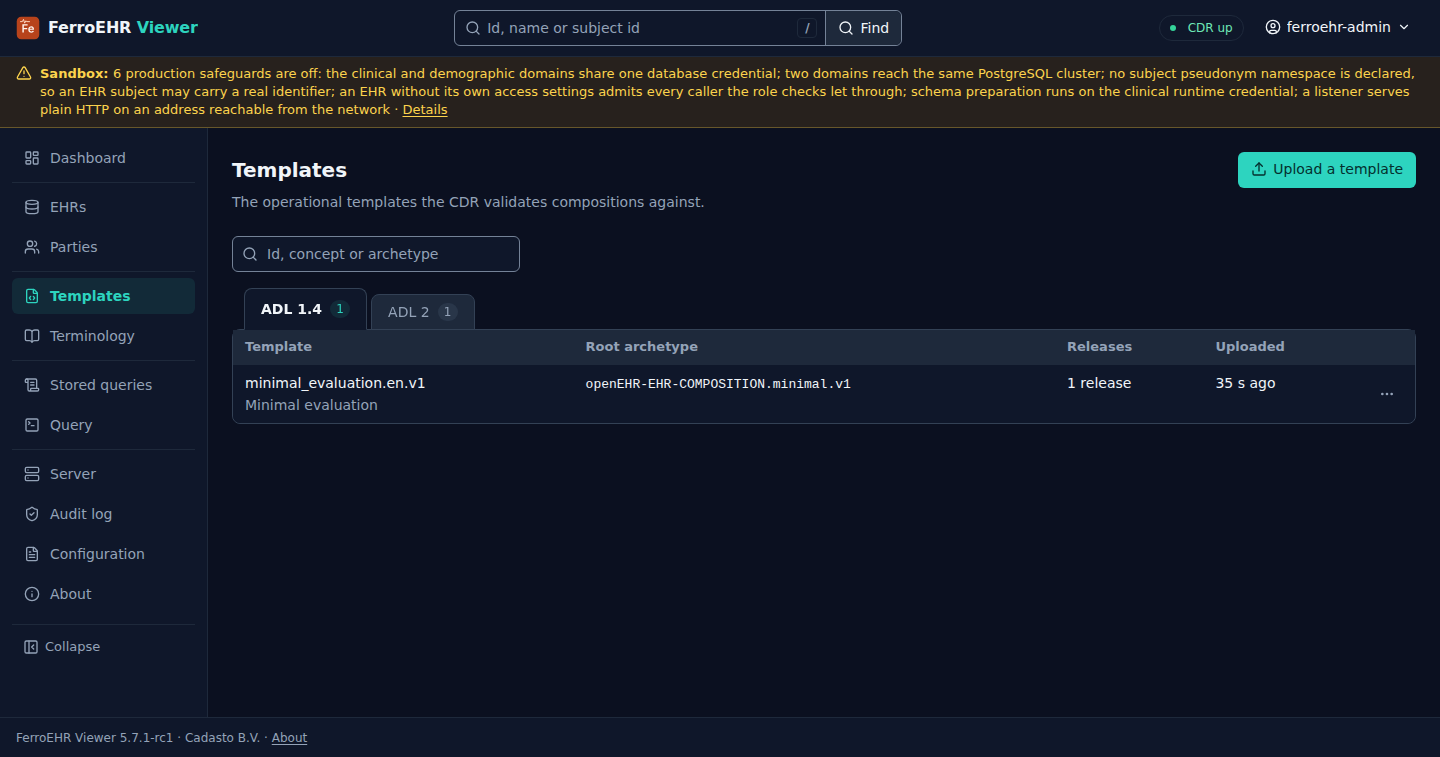 Fe FerroEHR Viewer
Id, name or subject id
/
Find
CDR up
ferroehr-admin
Sandbox: 6 production safeguards are off: the clinical and demographic domains share one database credential; two domains reach the same PostgreSQL cluster; no subject pseudonym namespace is declared,
so an EHR subject may carry a real identifier; an EHR without its own access settings admits every caller the role checks let through; schema preparation runs on the clinical runtime credential; a listener serves
plain HTTP on an address reachable from the network · Details
Dashboard
EHRs
Parties
Templates
Terminology
Stored queries
Query
Server
Audit log
Configuration
About
Collapse
Templates
Upload a template
The operational templates the CDR validates compositions against.
Id, concept or archetype
ADL 1.4 1
ADL 2 1
Template Root archetype Releases Uploaded
minimal_evaluation.en.v1 openEHR-EHR-COMPOSITION.minimal.v1 1 release 35 s ago
Minimal evaluation
FerroEHR Viewer 5.7.1-rc1 · Cadasto B.V. · About